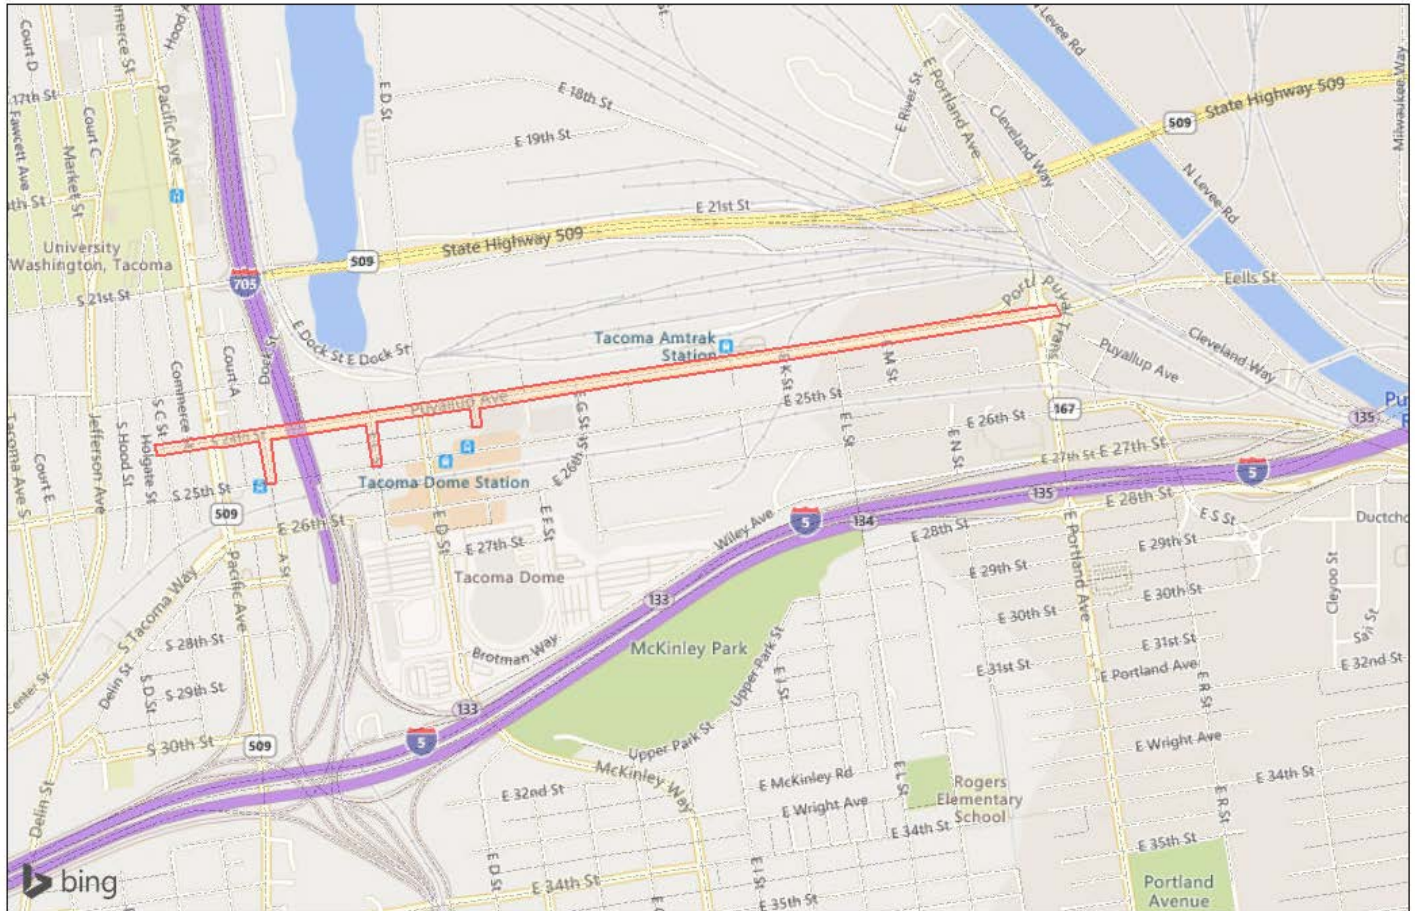 Court D
Commerce St
Hood
E D St
E 18th St
E 19th St
E River St
E Portland Ave
N Levee Rd
Cleveland Way
State Highway 509
509
Milwaukee Way
17th St
Fawcett Ave
Court C
Market St
Pacific Ave
N Levee Rd
E 21st St
State Highway 509
509
University
Washington, Tacoma
705
S 21st St
Eells St
E Dock St
E Dock St
Tacoma Amtrak
Station
Puyallup Ave
Cleveland Way
Court A
Commerce St
S C St
Holgate St
S Hood St
Jefferson Ave
Tacoma Ave S
Court E
Puyallup Ave
S 24th St
E G St
E K St
E M St
E L St
E N St
E 25th St
E 26th St
167
135
S 25th St
Tacoma Dome Station
E 26th St
E 27th St
E 27th St
5
509
E 26th St
E D St
E F St
E 27th St
135
E 28th St
Wiley Ave
5
134
E 28th St
E S St
E 29th St
Pacific Ave
A St
S Tacoma Way
Tacoma Dome
133
E 29th St
E Portland Ave
E 30th St
E 30th St
Cleyoo St
S 28th St
Brotman Way
McKinley Park
E J St
Upper Park St
E 31st St
E 31st St
E Portland Ave
E 32nd St
Center St
Delin St
S D St
S 29th St
133
E R St
S 30th St
509
5
Upper Park St
E Wright Ave
McKinley Way
E McKinley Rd
E L St
Rogers
Elementary
School
E 34th St
E 32nd St
E Wright Ave
E 34th St
E R St
Delin St
E 35th St
E D St
E 34th St
E I St
E 35th St
Portland
Avenue
bing